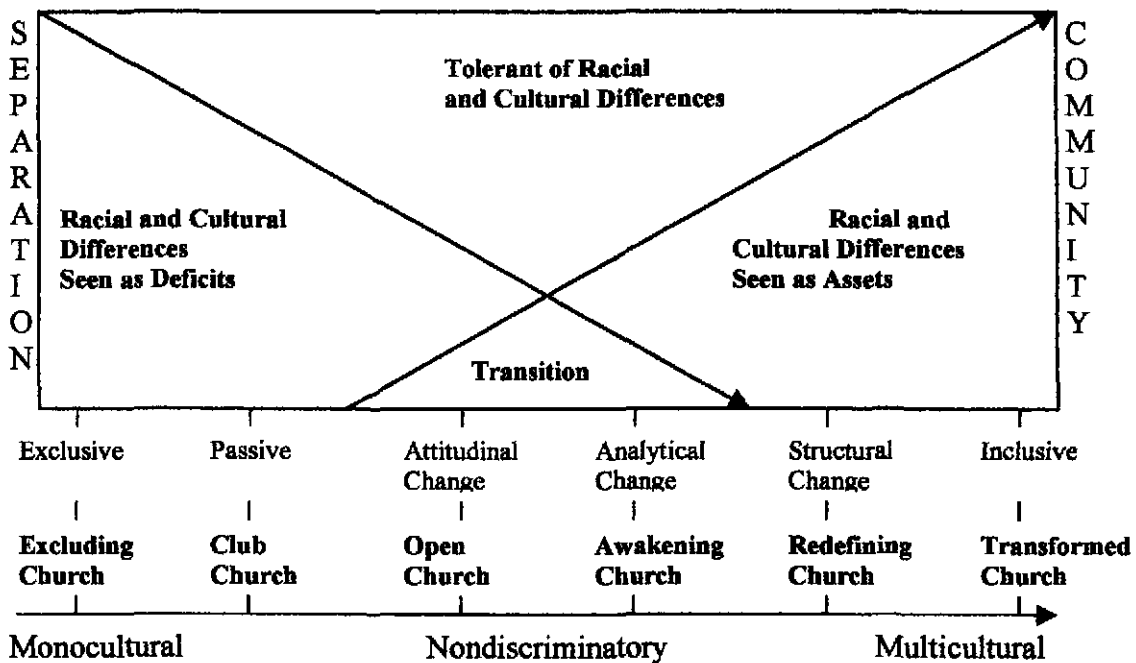 SEPARATION
COMMUNITY
Tolerant of Racial
and Cultural Differences
Racial and Cultural
Differences
Seen as Deficits
Racial and
Cultural Differences
Seen as Assets
Transition
Exclusive
Passive
Attitudinal
Change
Analytical
Change
Structural
Change
Inclusive
Excluding
Church
Club
Church
Open
Church
Awakening
Church
Redefining
Church
Transformed
Church
Monocultural
Nondiscriminatory
Multicultural